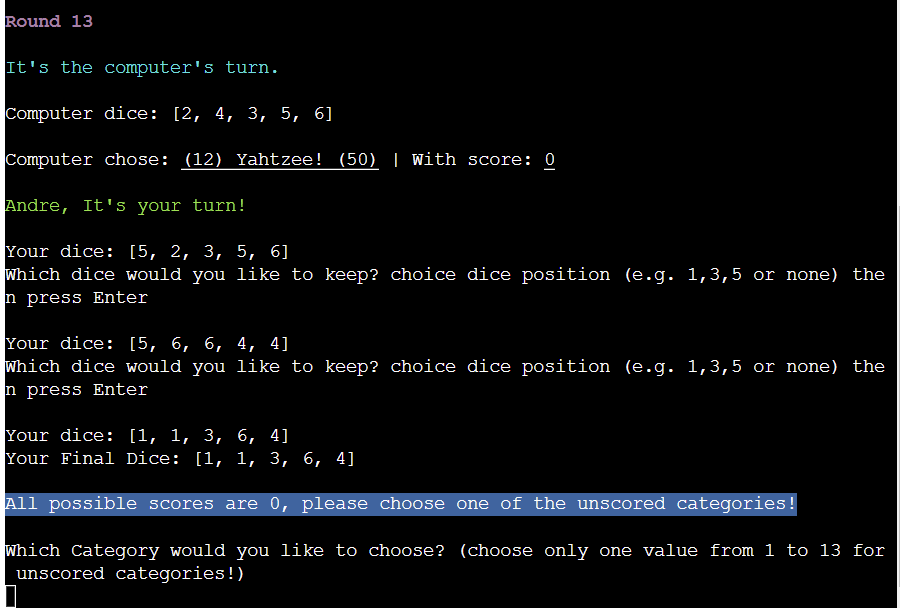 Round 13
It's the computer's turn.
Computer dice: [2, 4, 3, 5, 6]
Computer chose: (12) Yahtzee! (50) | With score: 0
Andre, It's your turn!
Your dice: [5, 2, 3, 5, 6]
Which dice would you like to keep? choice dice position (e.g. 1,3,5 or none) the
n press Enter
Your dice: [5, 6, 6, 4, 4]
Which dice would you like to keep? choice dice position (e.g. 1,3,5 or none) the
n press Enter
Your dice: [1, 1, 3, 6, 4]
Your Final Dice: [1, 1, 3, 6, 4]
All possible scores are 0, please choose one of the unscored categories!
Which Category would you like to choose? (choose only one value from 1 to 13 for
unscored categories!)